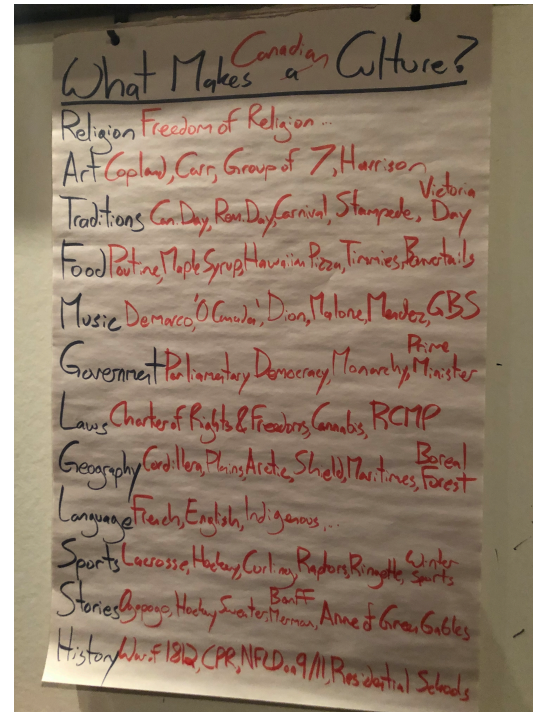 What Makes a Canadian Culture?
Religion Freedom of Religion...
Art Copland, Carr, Group of 7, Harrison
Traditions Can. Day, Rem. Day, Carnival, Stampede, Victoria Day
Food Poutine, Maple Syrup, Hawaiian Pizza, Timmies, Beavertails
Music Demarco, 'O Canada', Dion, Malone, Mendez, GBS
Government Parliamentary Democracy, Monarchy, Prime Minister
Laws Charter of Rights & Freedoms, Cannabis, RCMP
Geography Cordillera, Plains, Arctic, Shield, Maritimes, Boreal Forest
Language French, English, Indigenous,...
Sports Lacrosse, Hockey, Curling, Raptors, Ringette, Winter Sports
Stories Ogopogo, Hockey Sweater, Banff Merman, Anne of Green Gables
History War of 1812, CPR, NFLD on 9/11, Residential Schools